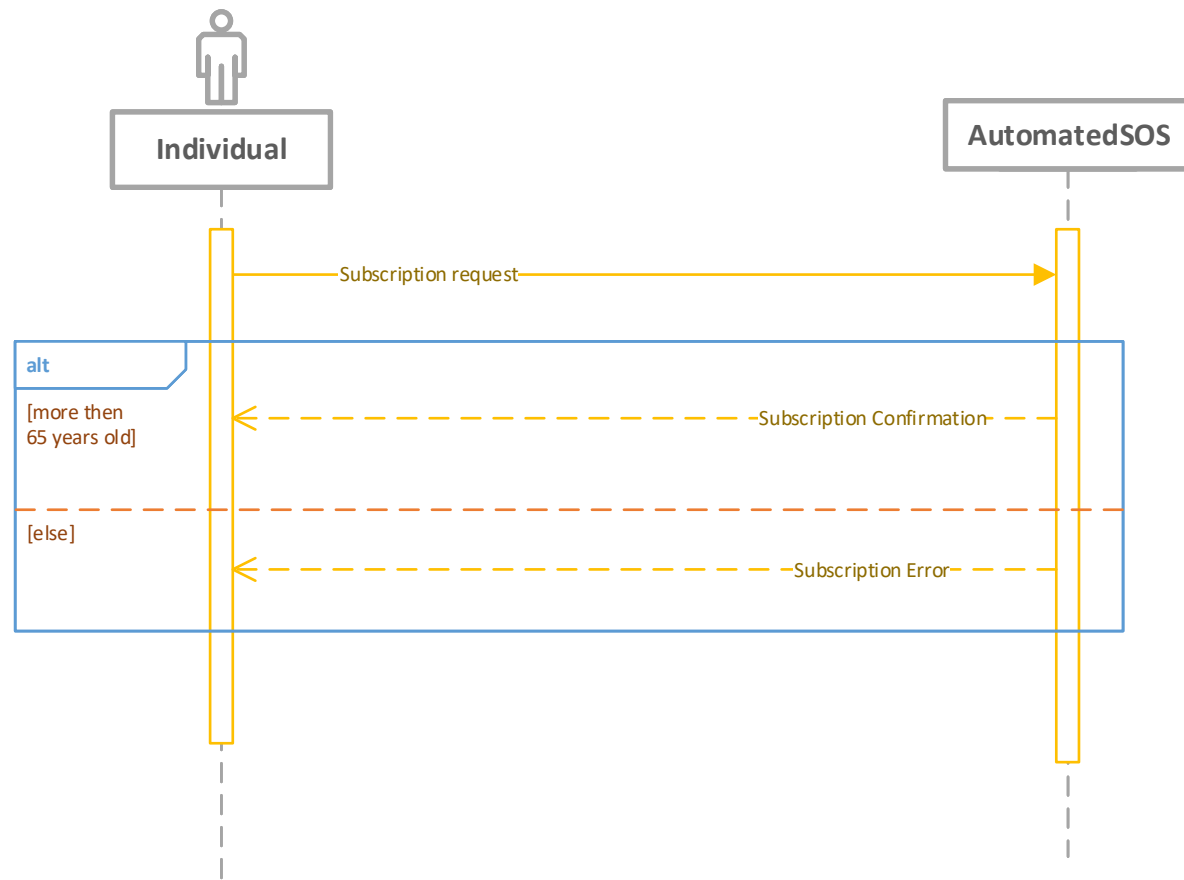 Individual
AutomatedSOS
Subscription request
alt
[more then
65 years old]
Subscription Confirmation
[else]
Subscription Error